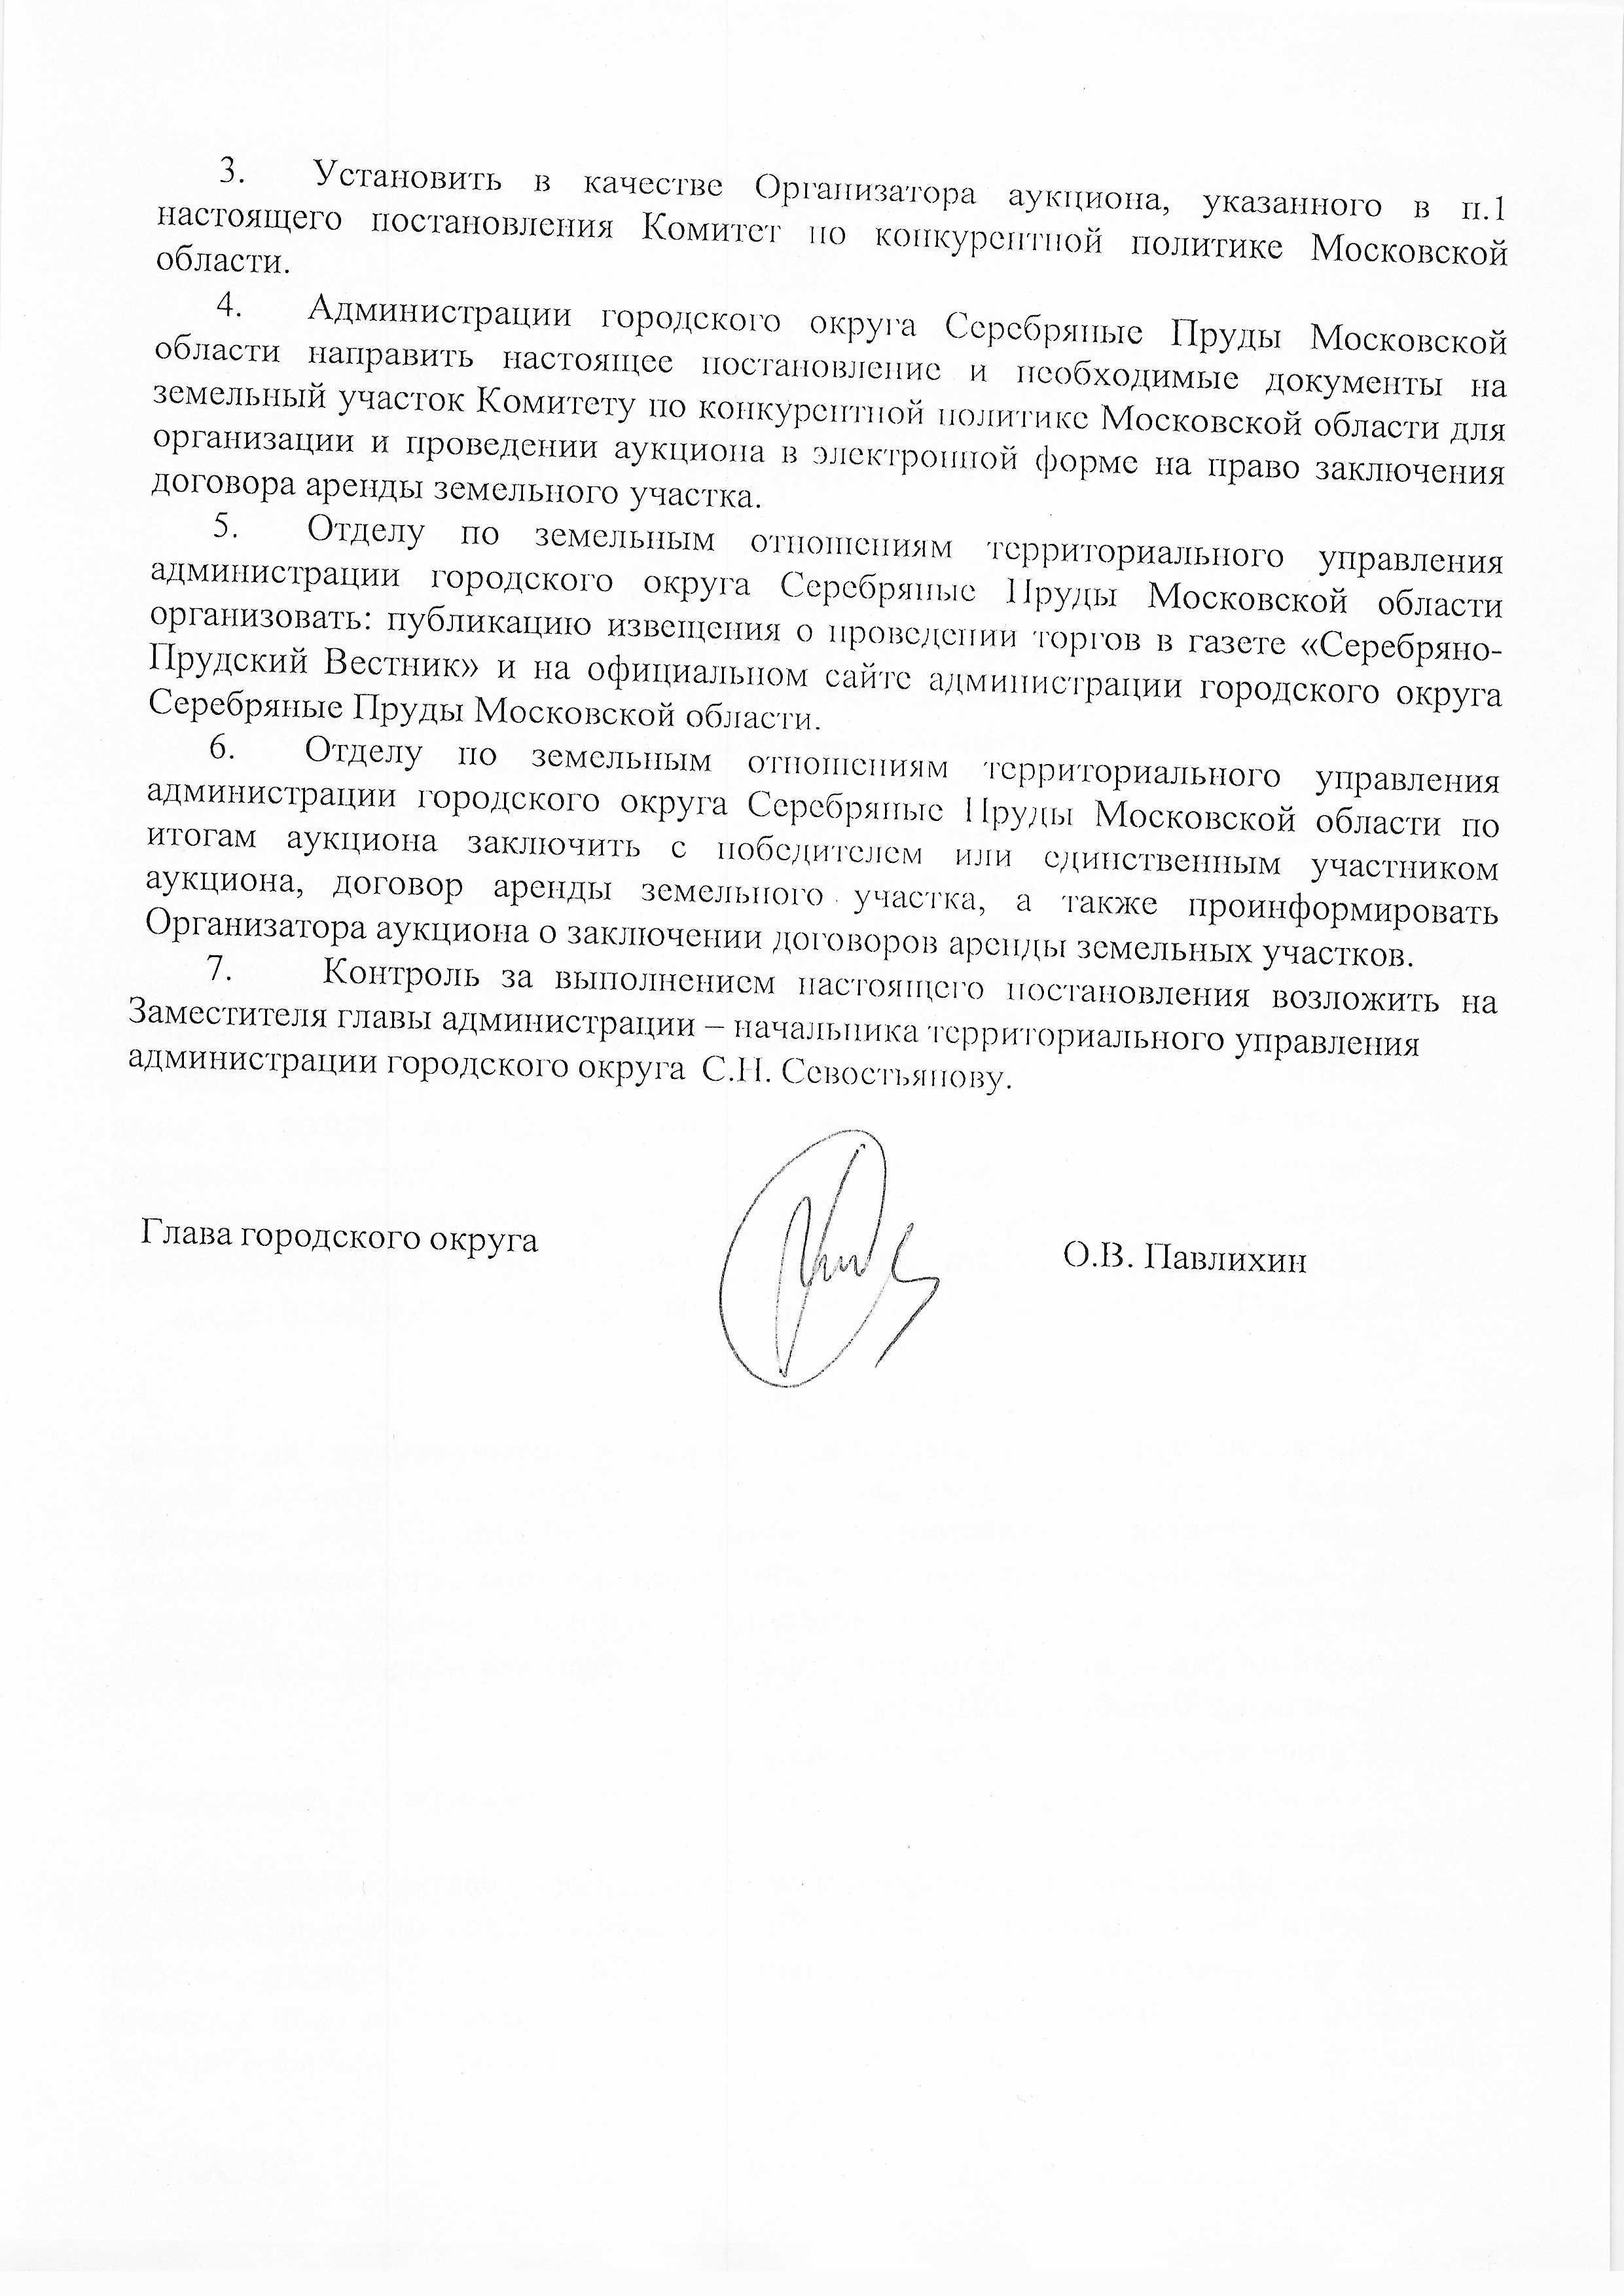 3. Установить в качестве Организатора аукциона, указанного в п.1
настоящего постановления Комитет по конкурентной политике Московской
области.
4. Администрации городского округа Серебряные Пруды Московской
области направить настоящее постановление и необходимые документы на
земельный участок Комитету по конкурентной политике Московской области для
организации и проведении аукциона в электронной форме на право заключения
договора аренды земельного участка.
5. Отделу по земельным отношениям территориального управления
администрации городского округа Серебряные Пруды Московской области
организовать: публикацию извещения о проведении торгов в газете «Серебряно-
Прудский Вестник» и на официальном сайте администрации городского округа
Серебряные Пруды Московской области.
6. Отделу по земельным отношениям территориального управления
администрации городского округа Серебряные Пруды Московской области по
итогам аукциона заключить с победителем или единственным участником
аукциона, договор аренды земельного участка, а также проинформировать
Организатора аукциона о заключении договоров аренды земельных участков.
7. Контроль за выполнением настоящего постановления возложить на
Заместителя главы администрации – начальника территориального управления
администрации городского округа С.Н. Севостьянову.
Глава городского округа
О.В. Павлихин